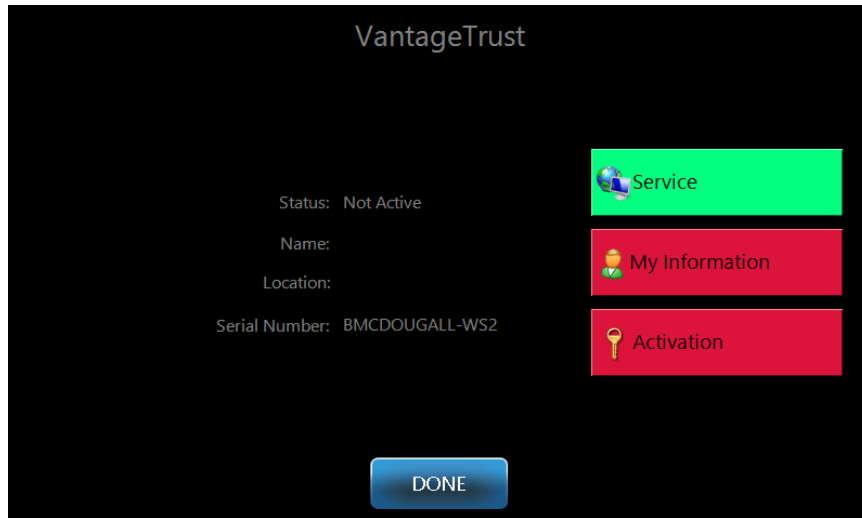 VantageTrust
Service
Status: Not Active
Name:
My Information
Location:
Serial Number: BMCDOUGALL-WS2
Activation
DONE